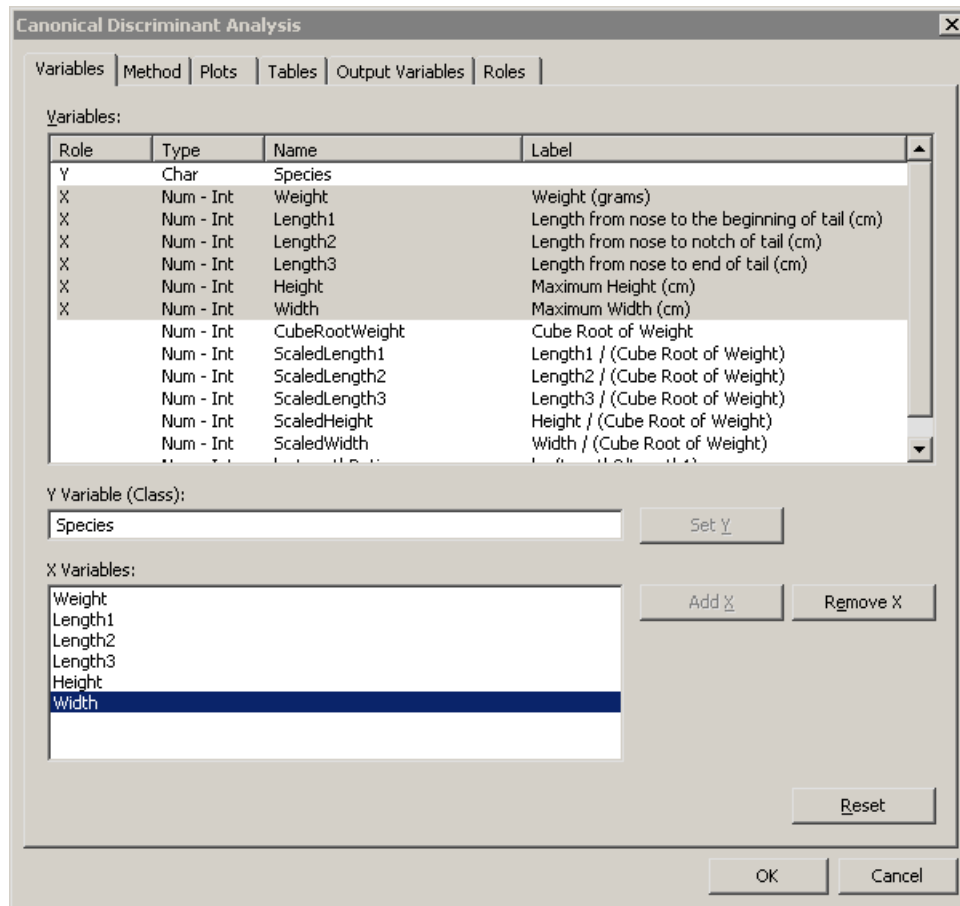 Canonical Discriminant Analysis
Variables Method Plots Tables Output Variables Roles
Variables:
Role Type Name Label
Y Char Species
X Num - Int Weight Weight (grams)
X Num - Int Length1 Length from nose to the beginning of tail (cm)
X Num - Int Length2 Length from nose to notch of tail (cm)
X Num - Int Length3 Length from nose to end of tail (cm)
X Num - Int Height Maximum Height (cm)
X Num - Int Width Maximum Width (cm)
Num - Int CubeRootWeight Cube Root of Weight
Num - Int ScaledLength1 Length1 / (Cube Root of Weight)
Num - Int ScaledLength2 Length2 / (Cube Root of Weight)
Num - Int ScaledLength3 Length3 / (Cube Root of Weight)
Num - Int ScaledHeight Height / (Cube Root of Weight)
Num - Int ScaledWidth Width / (Cube Root of Weight)
Y Variable (Class):
Species Set Y
X Variables:
Weight Add X Remove X
Length1
Length2
Length3
Height
Width
Reset
OK Cancel